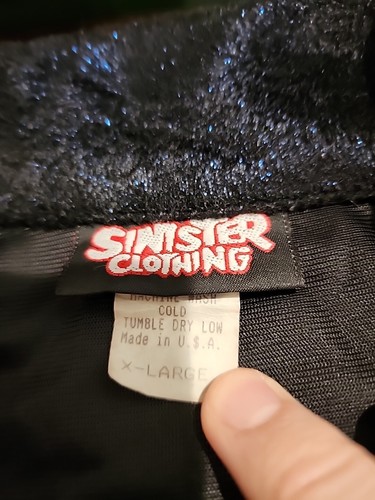 SINISTER
CLOTHING
MACHINE WASH
COLD
TUMBLE DRY LOW
Made in U.S.A.
X-LARGE